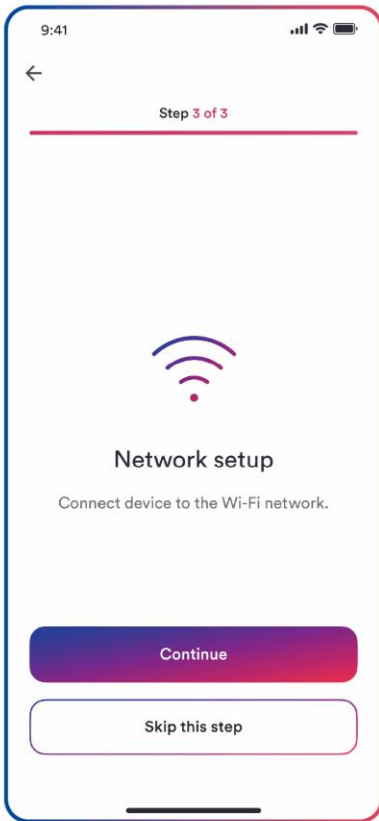 9:41
Step 3 of 3
Network setup
Connect device to the Wi-Fi network.
Continue
Skip this step